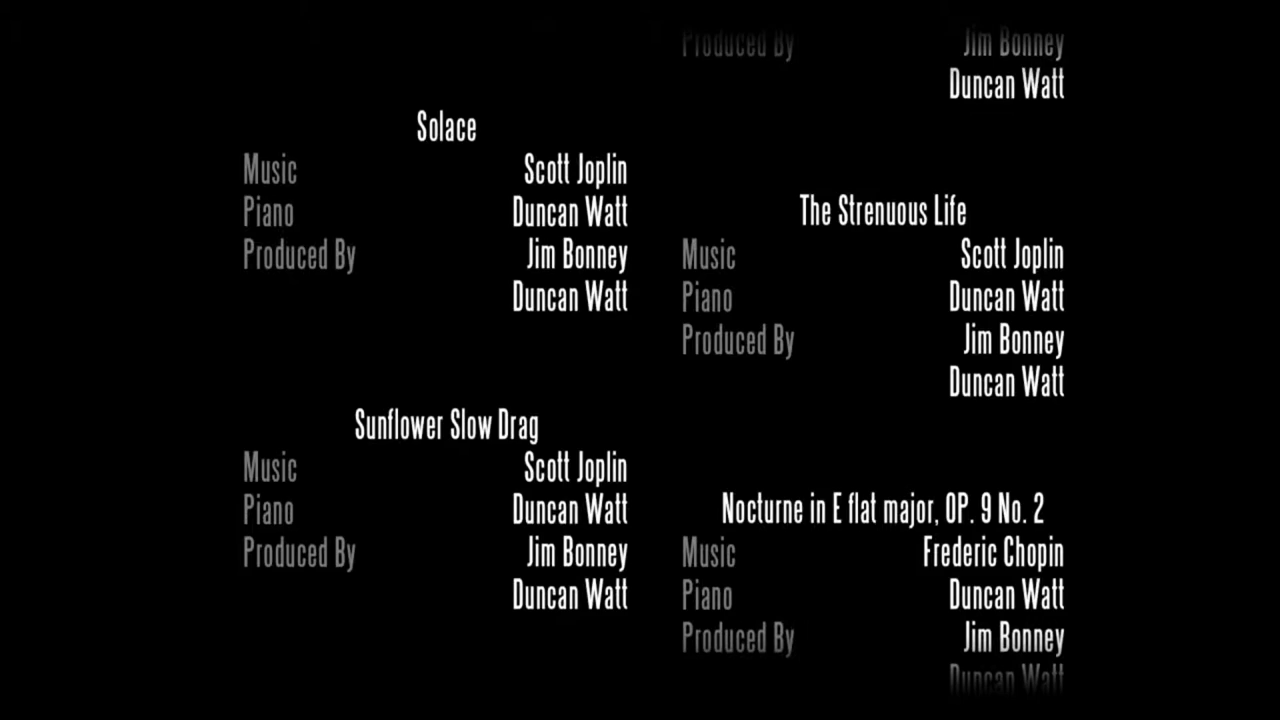 Solace
Music Scott Joplin
Piano Duncan Watt
Produced By Jim Bonney
Duncan Watt
Sunflower Slow Drag
Music Scott Joplin
Piano Duncan Watt
Produced By Jim Bonney
Duncan Watt
Produced By Jim Bonney
Duncan Watt
The Strenuous Life
Music Scott Joplin
Piano Duncan Watt
Produced By Jim Bonney
Duncan Watt
Nocturne in E flat major, OP. 9 No. 2
Music Frederic Chopin
Piano Duncan Watt
Produced By Jim Bonney
Duncan Watt